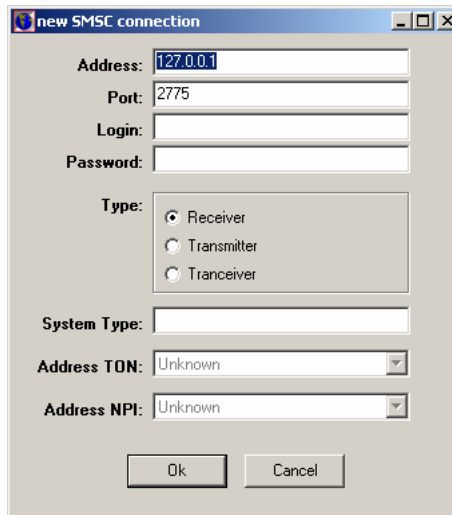 new SMSC connection
Address: 127.0.0.1
Port: 2775
Login:
Password:
Type:
Receiver
Transmitter
Tranceiver
System Type:
Address TON: Unknown
Address NPI: Unknown
Ok Cancel